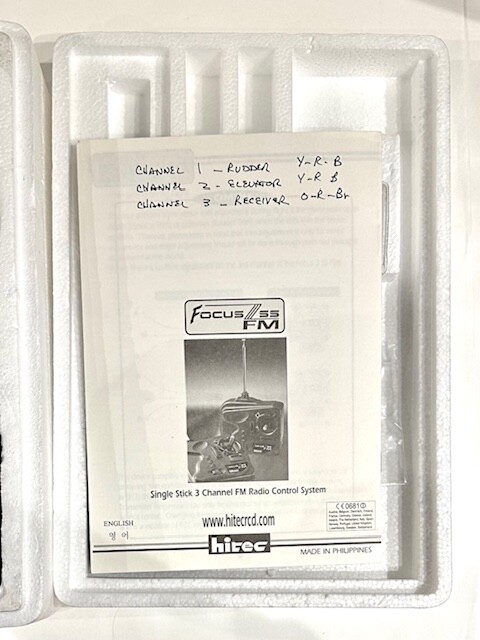 CHANNEL 1 - RUDDER Y-R-B
CHANNEL 2 - ELEVATOR Y-R B
CHANNEL 3 - RECEIVER O-R-Br
FOCUS III SS
FM
Single Stick 3 Channel FM Radio Control System
ENGLISH
영 어
www.hitecrcd.com
CE0681
hitec
MADE IN PHILIPPINES